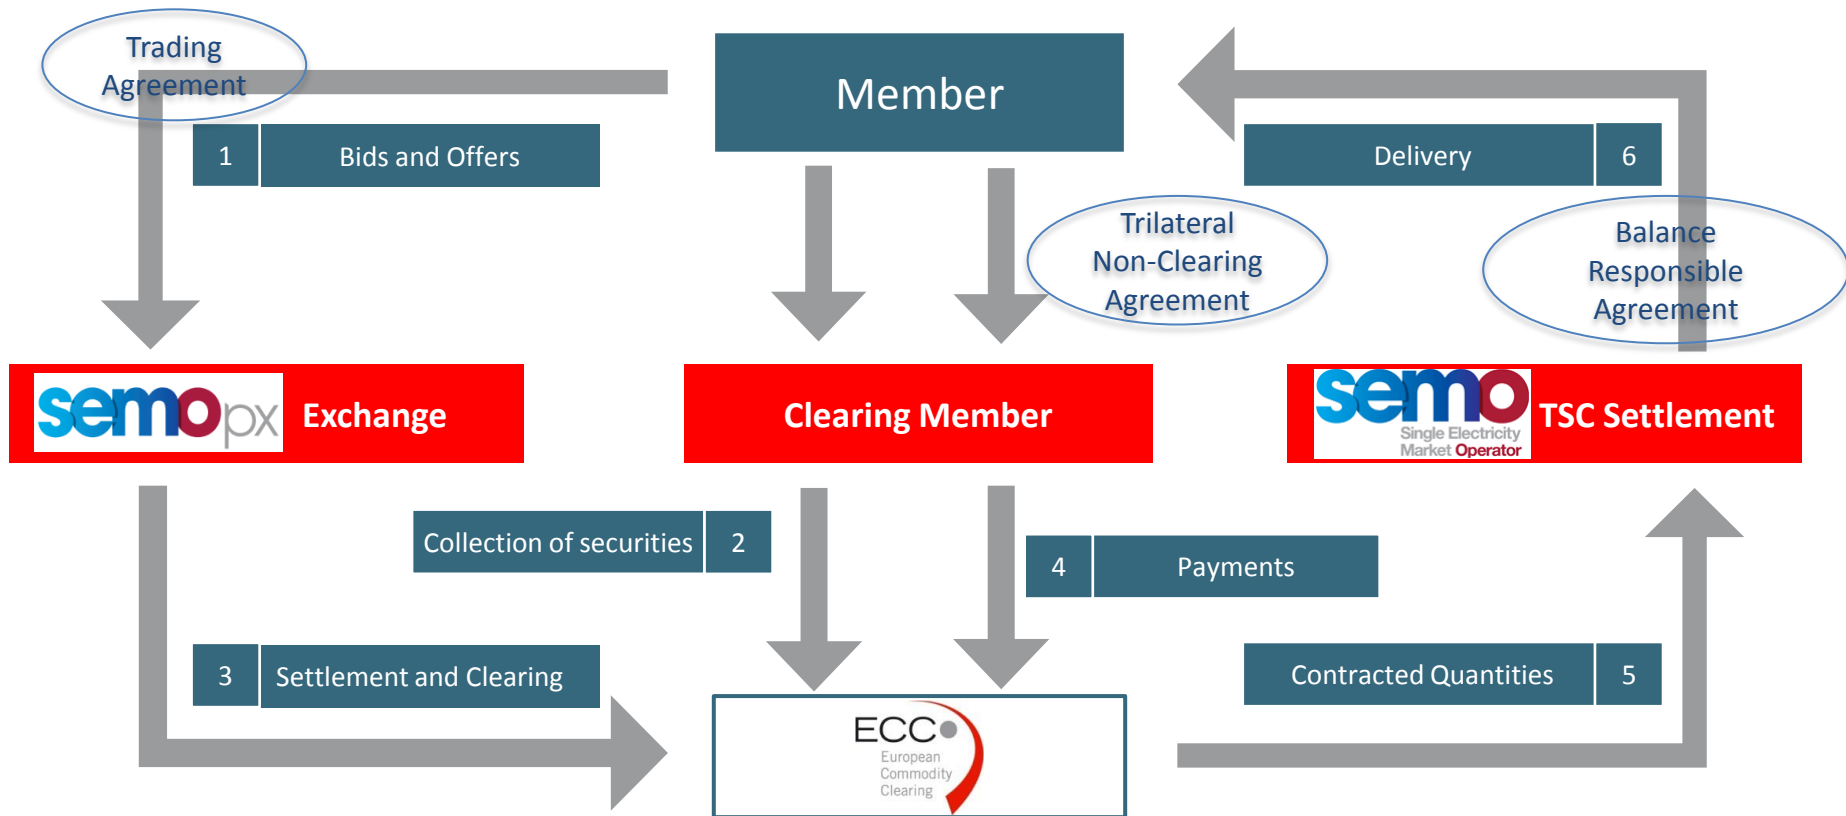 Trading
Agreement
Member
1 Bids and Offers
Delivery 6
Trilateral
Non-Clearing
Agreement
Balance
Responsible
Agreement
semopx Exchange
Clearing Member
semo
Single Electricity
Market Operator
TSC Settlement
Collection of securities 2
4 Payments
3 Settlement and Clearing
Contracted Quantities 5
ECC
European
Commodity
Clearing